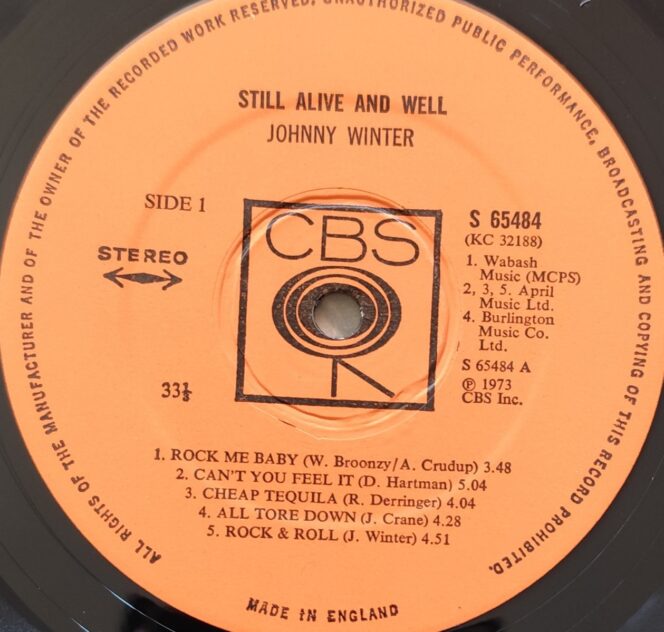 ALL RIGHTS OF THE MANUFACTURER AND OF THE OWNER OF THE RECORDED WORK RESERVED, UNAUTHORIZED PUBLIC PERFORMANCE, BROADCASTING AND COPYING OF THIS RECORD PROHIBITED.
STILL ALIVE AND WELL
JOHNNY WINTER
SIDE 1
STEREO
33⅓
CBS
S 65484
(KC 32188)
1. Wabash
Music (MCPS)
2, 3, 5. April
Music Ltd.
4. Burlington
Music Co.
Ltd.
S 65484 A
℗ 1973
CBS Inc.
1. ROCK ME BABY (W. Broonzy/A. Crudup) 3.48
2. CAN'T YOU FEEL IT (D. Hartman) 5.04
3. CHEAP TEQUILA (R. Derringer) 4.04
4. ALL TORE DOWN (J. Crane) 4.28
5. ROCK & ROLL (J. Winter) 4.51
MADE IN ENGLAND